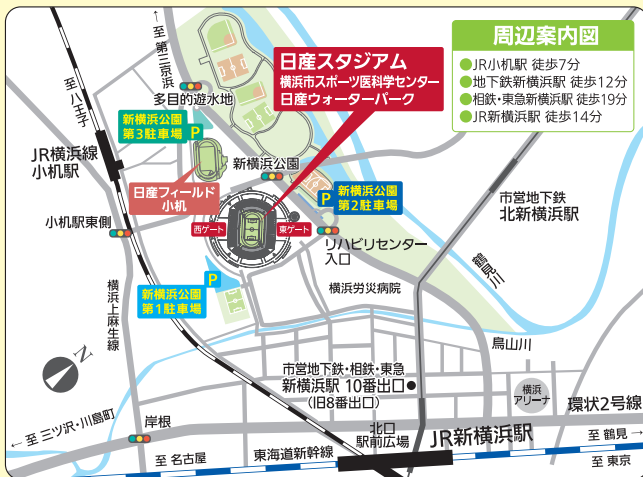 周辺案内図
●JR小机駅 徒歩7分
●地下鉄新横浜駅 徒歩12分
●相鉄・東急新横浜駅 徒歩19分
●JR新横浜駅 徒歩14分
日産スタジアム
横浜市スポーツ医科学センター
日産ウォーターパーク
← 至 第三京浜
至 八王子
←
多目的遊水地
新横浜公園
第3駐車場
P
JR横浜線
小机駅
日産フィールド
小机
新横浜公園
P
新横浜公園
第2駐車場
市営地下鉄
北新横浜駅
小机駅東側
西ゲート
東ゲート
リハビリセンター
入口
鶴見川
P
新横浜公園
第1駐車場
横浜労災病院
横浜上麻生線
鳥山川
N
市営地下鉄・相鉄・東急
新横浜駅 10番出口●
(旧8番出口)
横浜
アリーナ
環状2号線
← 至 三ツ沢・川島町
岸根
北口
駅前広場
JR新横浜駅
至 鶴見 →
← 至 名古屋
東海道新幹線
至 東京 →